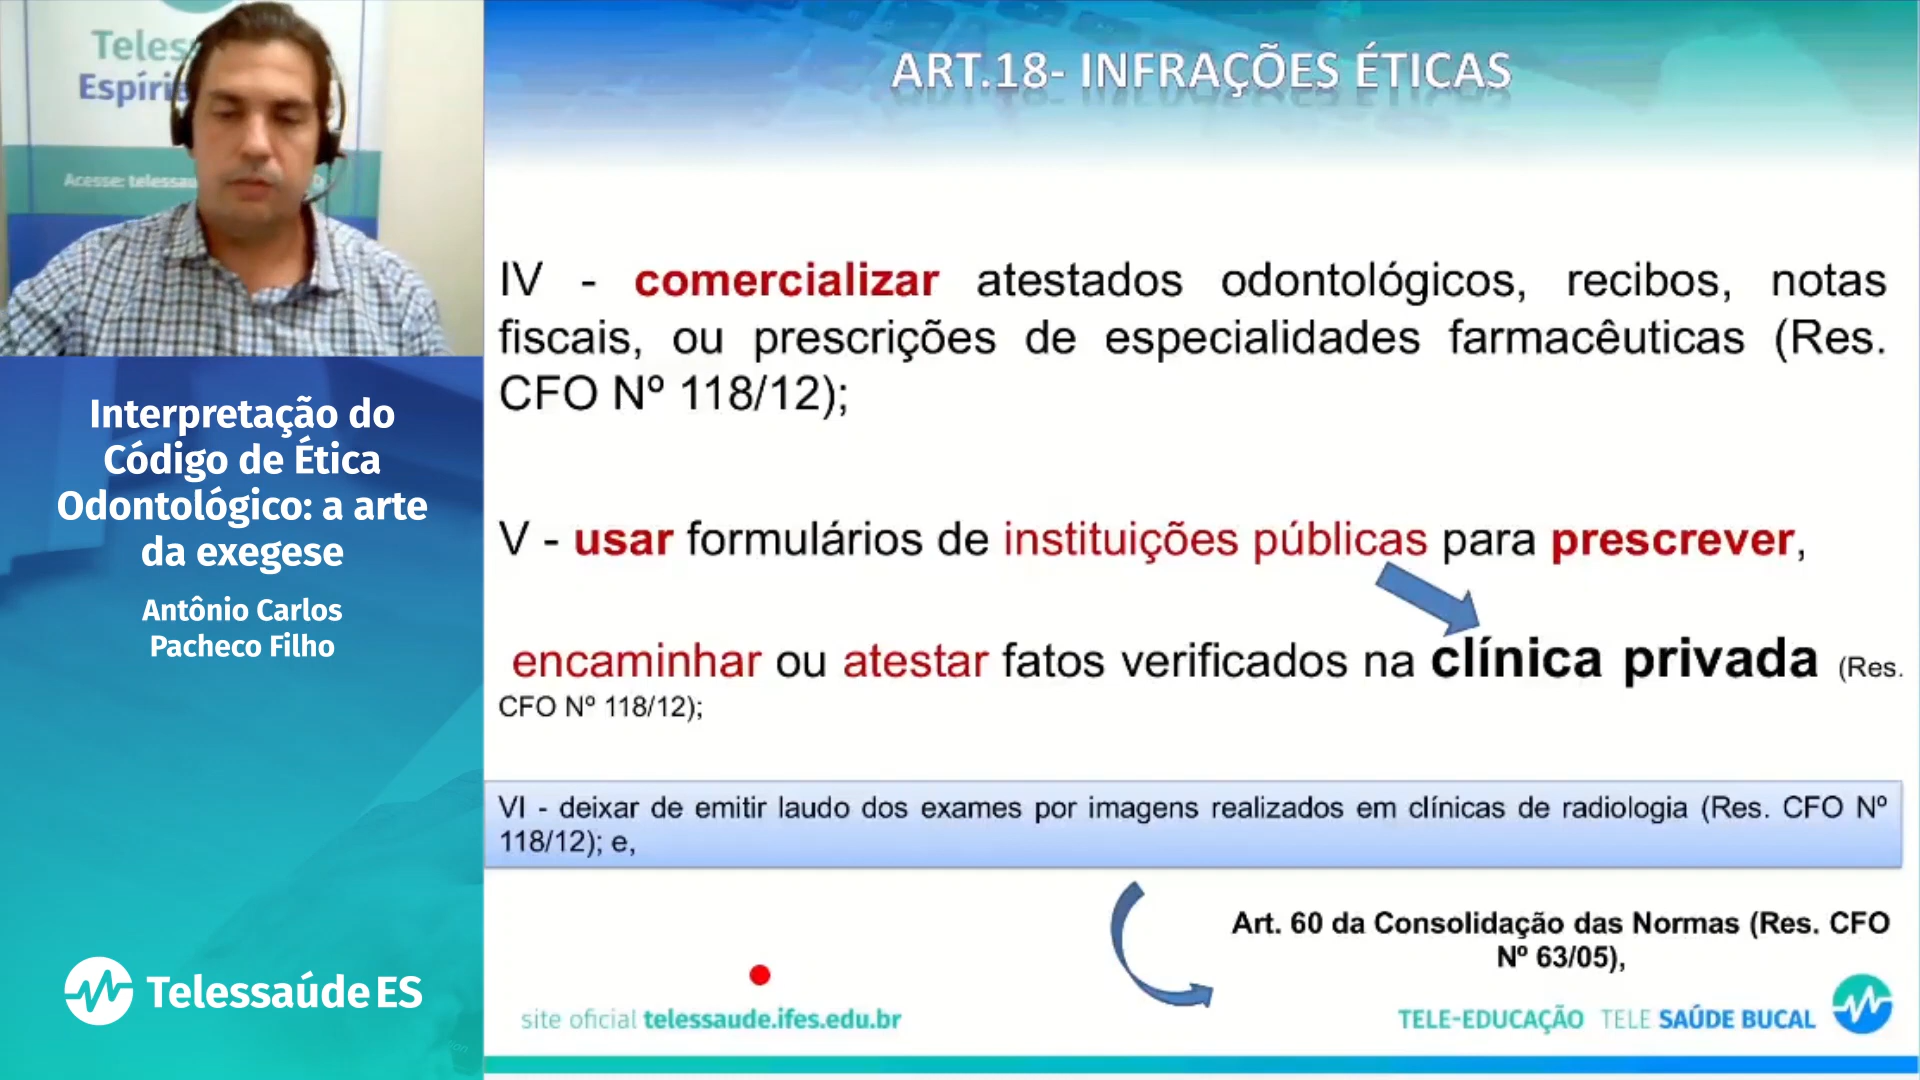 Teless
Espíri
Acesse: telessau
Interpretação do
Código de Ética
Odontológico: a arte
da exegese
Antônio Carlos
Pacheco Filho
TelessaúdeES
ART.18- INFRAÇÕES ÉTICAS
IV - comercializar atestados odontológicos, recibos, notas
fiscais, ou prescrições de especialidades farmacêuticas (Res.
CFO Nº 118/12);
V - usar formulários de instituições públicas para prescrever,
encaminhar ou atestar fatos verificados na clínica privada (Res.
CFO Nº 118/12);
VI - deixar de emitir laudo dos exames por imagens realizados em clínicas de radiologia (Res. CFO Nº
118/12); e,
Art. 60 da Consolidação das Normas (Res. CFO
Nº 63/05),
site oficial telessaude.ifes.edu.br
TELE-EDUCAÇÃO TELE SAÚDE BUCAL